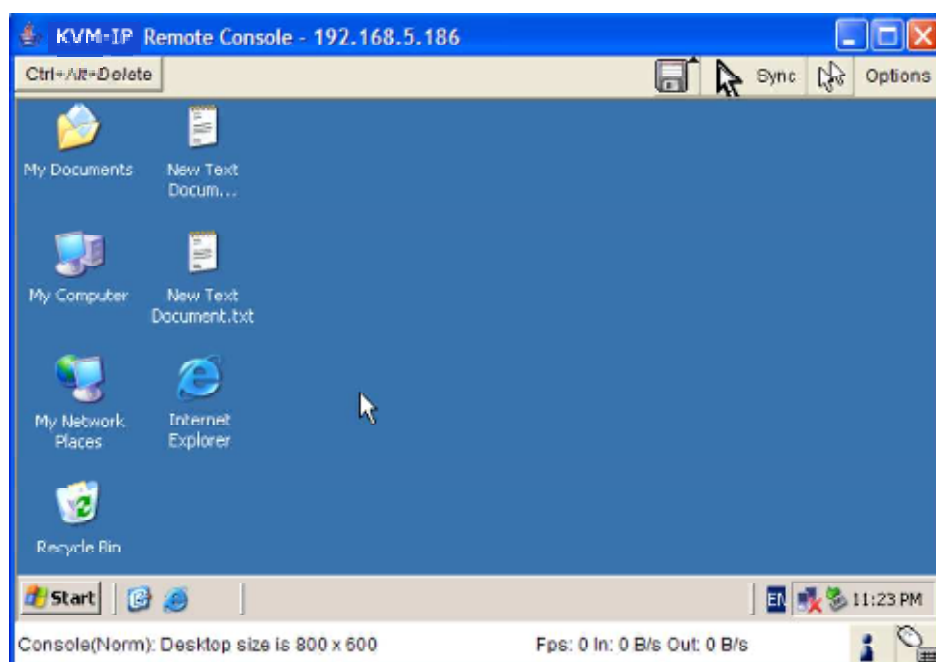 KVM-IP Remote Console - 192.168.5.186
Ctrl+Alt+Delete
Sync
Options
My Documents
New Text
Docum...
My Computer
New Text
Document.txt
My Network
Places
Internet
Explorer
Recycle Bin
Start
EN
11:23 PM
Console(Norm): Desktop size is 800 x 600
Fps: 0 In: 0 B/s Out: 0 B/s